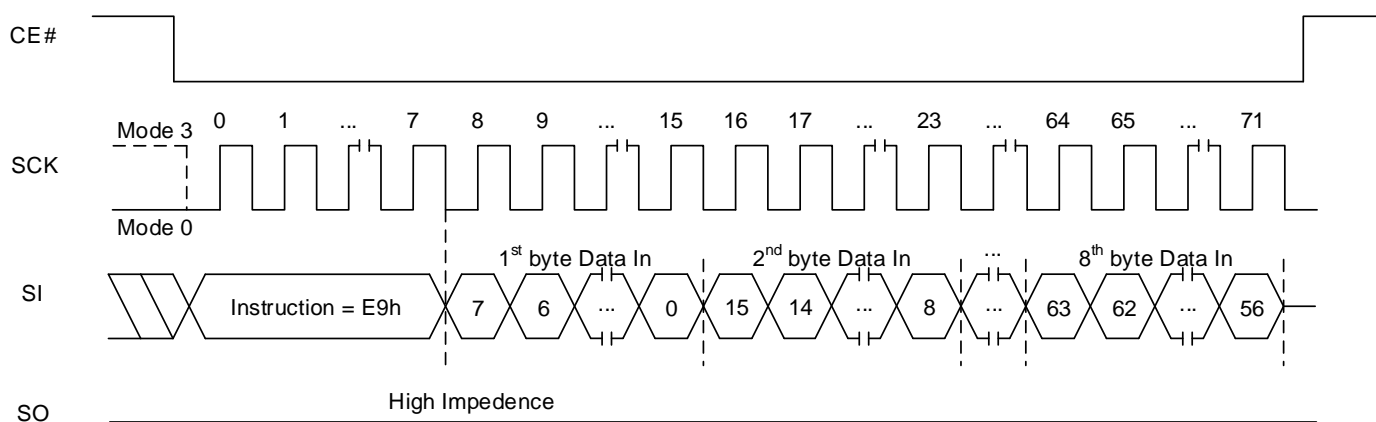 CE#
0 1 ... 7 8 9 ... 15 16 17 ... 23 ... 64 65 ... 71
Mode 3
SCK
Mode 0
1st byte Data In 2nd byte Data In ... 8th byte Data In
SI Instruction = E9h 7 6 ... 0 15 14 ... 8 ... 63 62 ... 56
High Impedence
SO